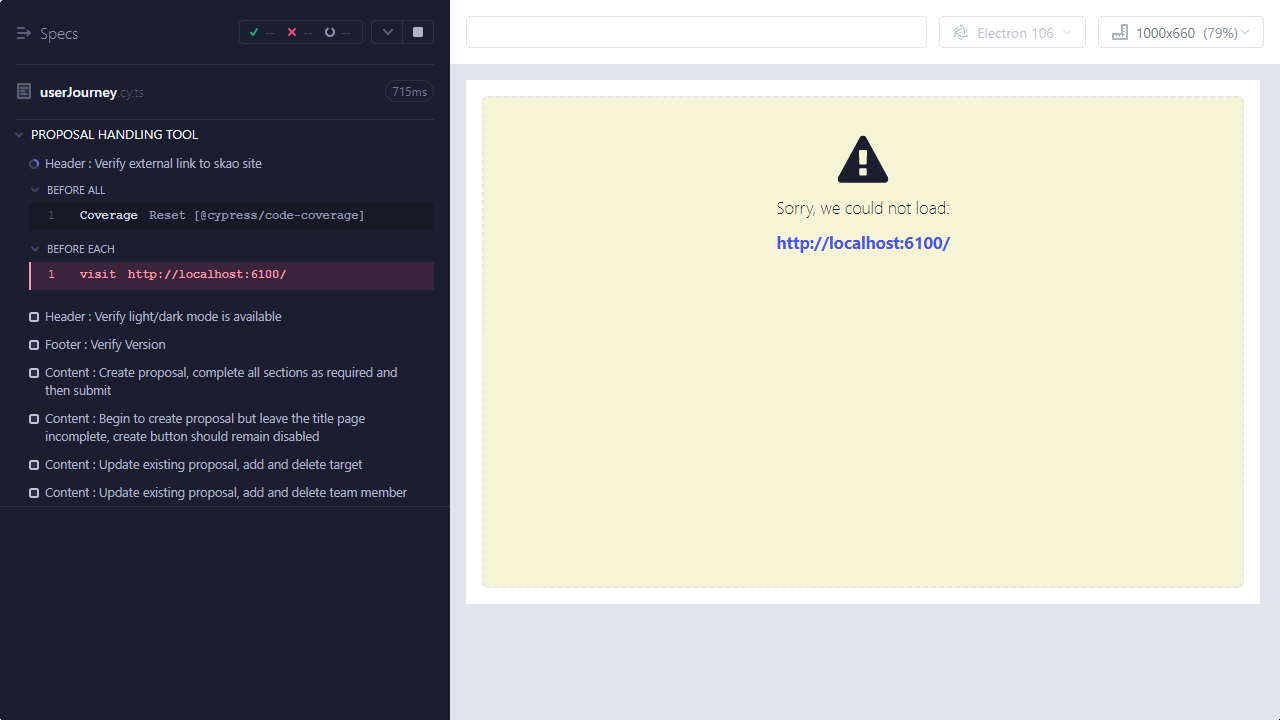 Specs
-- -- --
userJourney.cy.ts 715ms
PROPOSAL HANDLING TOOL
Header : Verify external link to skao site
BEFORE ALL
1 Coverage Reset [@cypress/code-coverage]
BEFORE EACH
1 visit http://localhost:6100/
Header : Verify light/dark mode is available
Footer : Verify Version
Content : Create proposal, complete all sections as required and
then submit
Content : Begin to create proposal but leave the title page
incomplete, create button should remain disabled
Content : Update existing proposal, add and delete target
Content : Update existing proposal, add and delete team member
Electron 106
1000x660 (79%)
Sorry, we could not load:
http://localhost:6100/